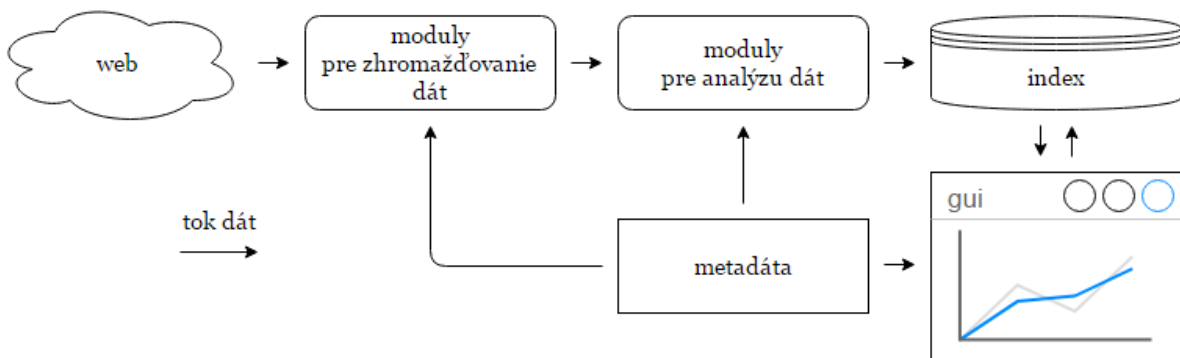 web
moduly
pre zhromažďovanie
dát
moduly
pre analýzu dát
index
gui
tok dát
metadáta